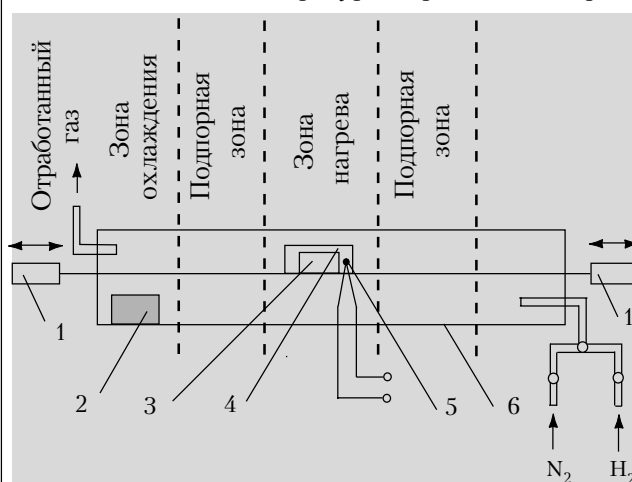 Отработанный
газ
Зона
охлаждения
Подпорная
зона
Зона
нагрева
Подпорная
зона
1
1
2
3
4
5
6
N₂
H₂